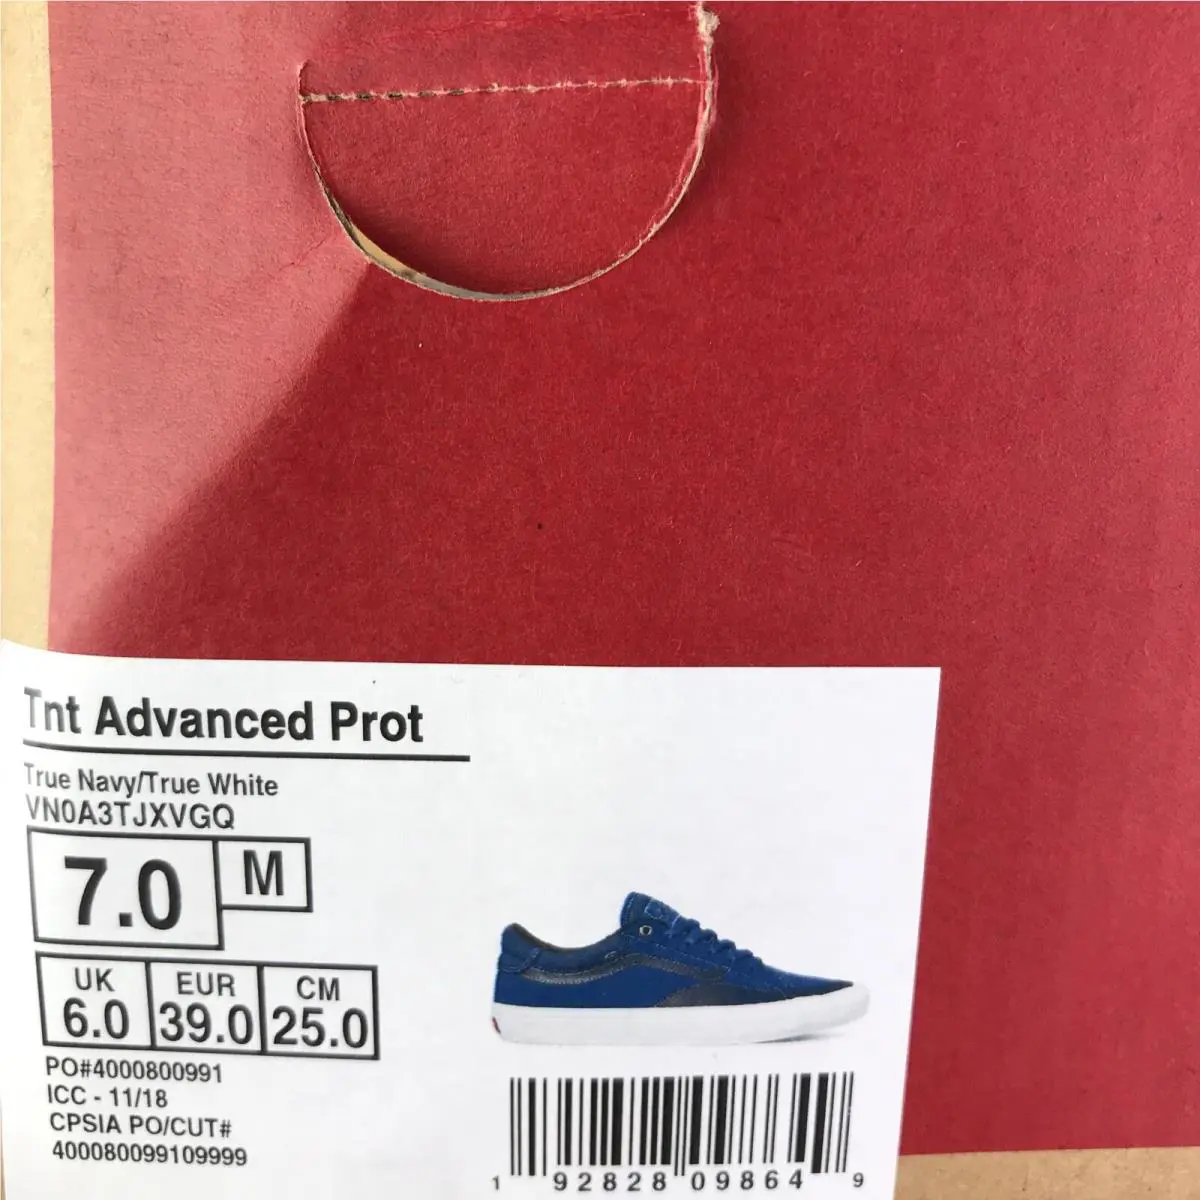 Tnt Advanced Prot
True Navy/True White
VN0A3TJXVGQ
7.0 M
UK EUR CM
6.0 39.0 25.0
PO#4000800991
ICC - 11/18
CPSIA PO/CUT#
400080099109999
1 92828 09864 9